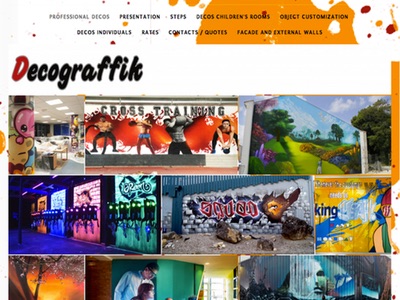 PROFESSIONAL DECOS PRESENTATION STEPS DECOS CHILDREN'S ROOMS OBJECT CUSTOMIZATION
DECOS INDIVIDUALS RATES CONTACTS / QUOTES FACADE AND EXTERNAL WALLS
Decograffik
CROSS TRAINING
SQUAD
king